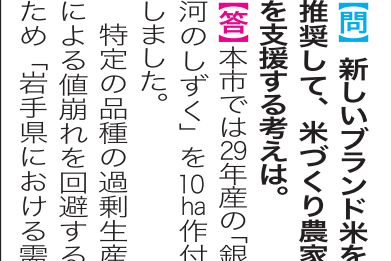 【問】新しいブランド米を
推奨して、米づくり農家
を支援する考えは。
【答】本市では29年産の「銀
河のしずく」を10ha作付
しました。
特定の品種の過剰生産
による値崩れを回避する
ため「岩手県における需